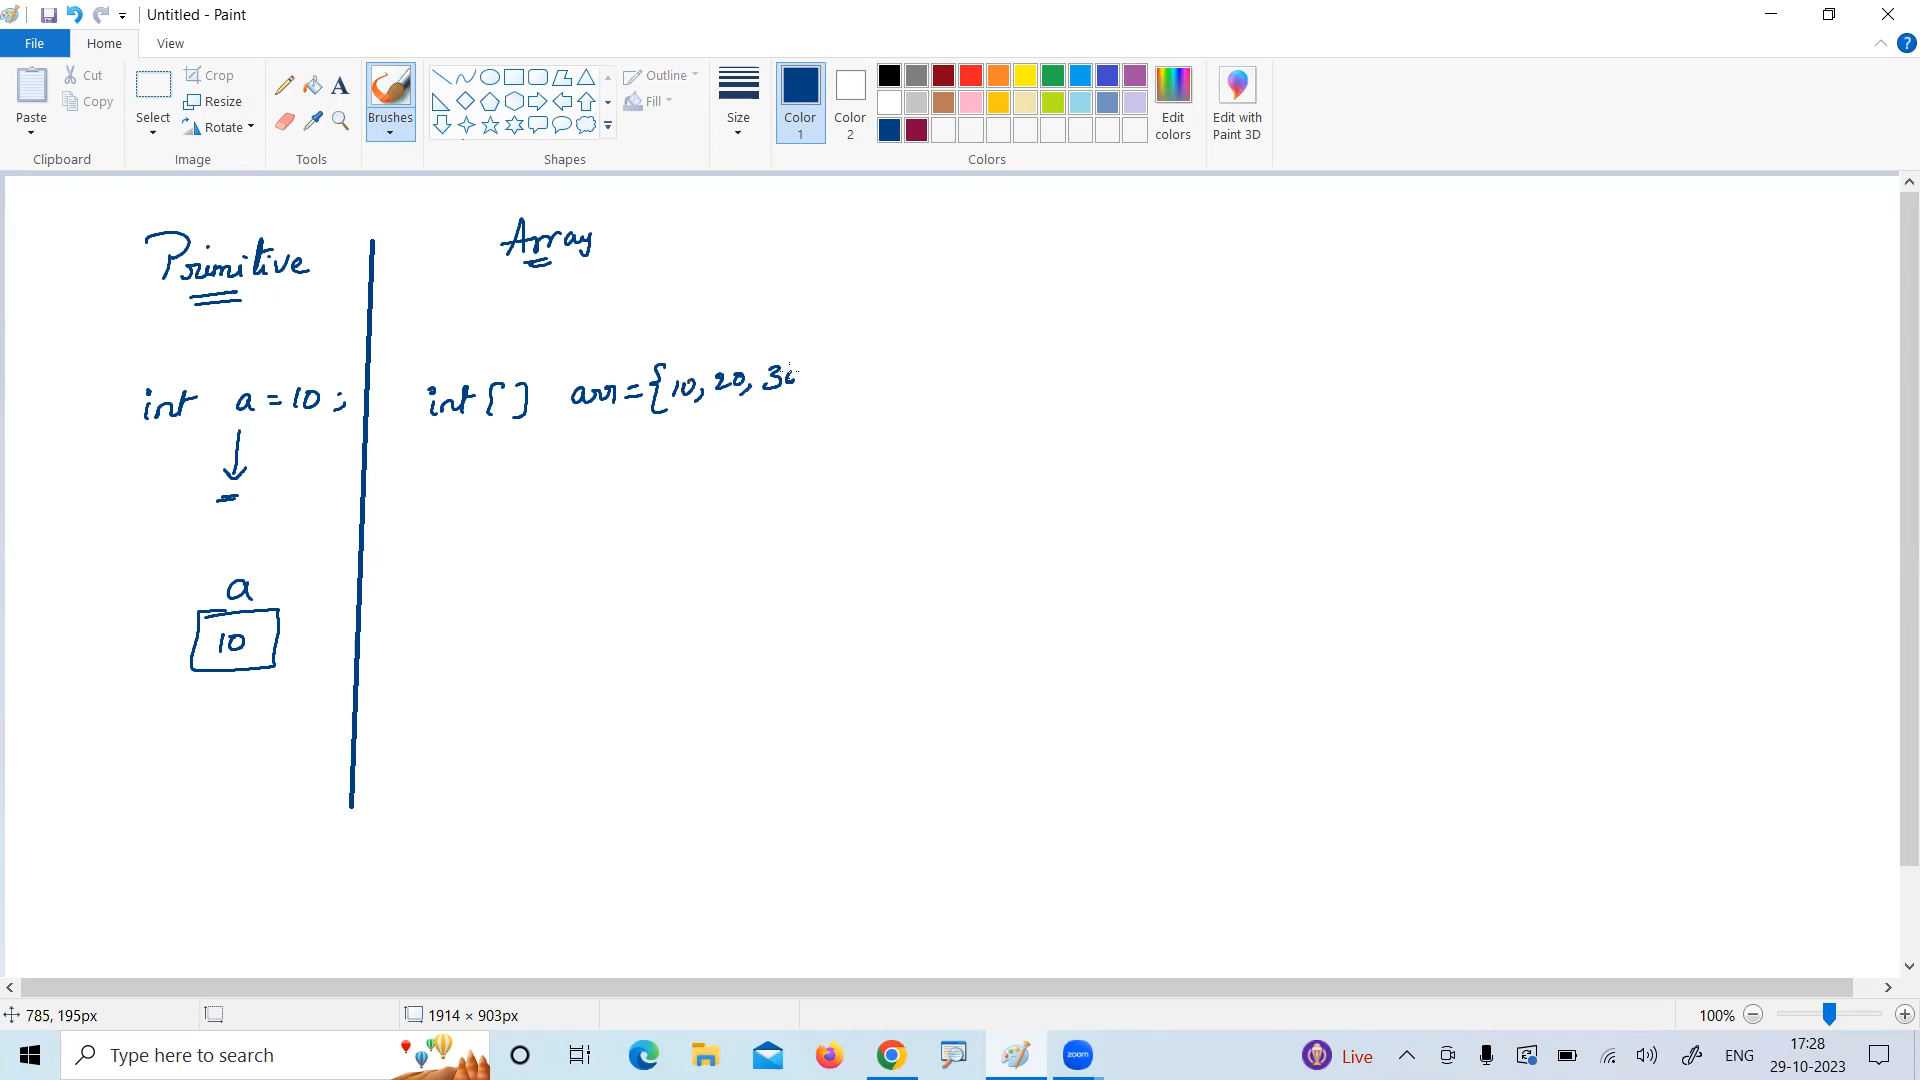 Untitled - Paint
File Home View
Paste
Cut
Copy
Clipboard
Select
Crop
Resize
Rotate
Image
Tools
Brushes
Outline
Fill
Shapes
Size
Color 1
Color 2
Edit colors
Colors
Edit with Paint 3D
Primitive
Array
int a = 10 ;
int [ ] arr = { 10, 20, 30
a
10
785, 195px
1914 × 903px
100%
Type here to search
zoom
Live
ENG
17:28
29-10-2023